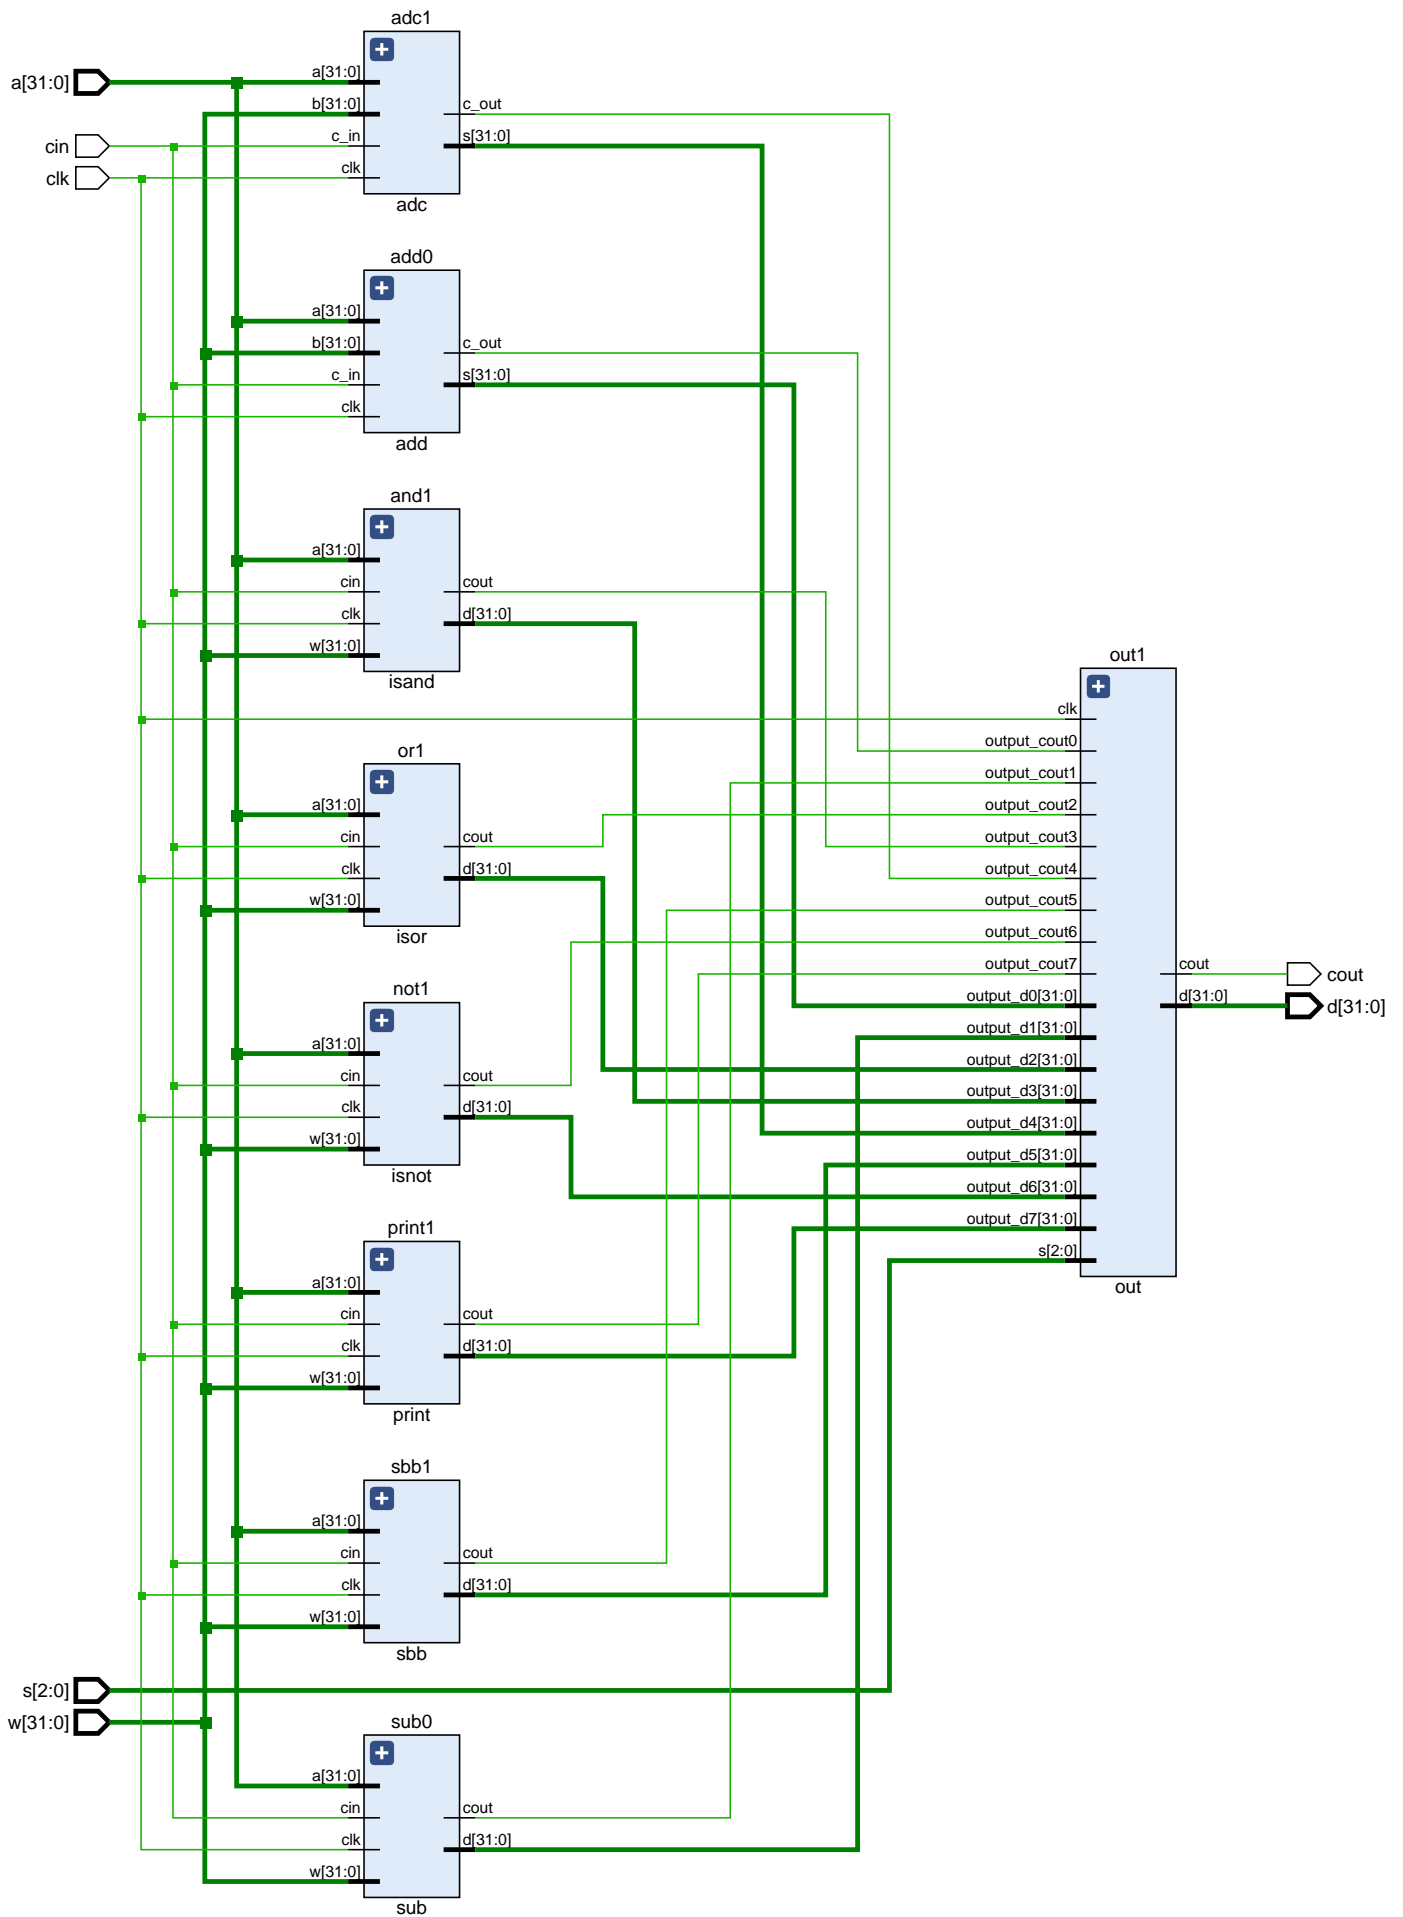 adc1
a[31:0]
a[31:0]
b[31:0]
c_out
cin
c_in
s[31:0]
clk
clk
adc
add0
a[31:0]
b[31:0]
c_out
c_in
s[31:0]
clk
add
and1
a[31:0]
cin
cout
clk
d[31:0]
w[31:0]
isand
or1
a[31:0]
cin
cout
clk
d[31:0]
w[31:0]
isor
not1
a[31:0]
cin
cout
clk
d[31:0]
w[31:0]
isnot
print1
a[31:0]
cin
cout
clk
d[31:0]
w[31:0]
print
sbb1
a[31:0]
cin
cout
clk
d[31:0]
w[31:0]
sbb
s[2:0]
w[31:0]
sub0
a[31:0]
cin
cout
clk
d[31:0]
w[31:0]
sub
out1
clk
output_cout0
output_cout1
output_cout2
output_cout3
output_cout4
output_cout5
output_cout6
output_cout7
output_d0[31:0]
output_d1[31:0]
output_d2[31:0]
output_d3[31:0]
output_d4[31:0]
output_d5[31:0]
output_d6[31:0]
output_d7[31:0]
s[2:0]
out
cout
cout
d[31:0]
d[31:0]